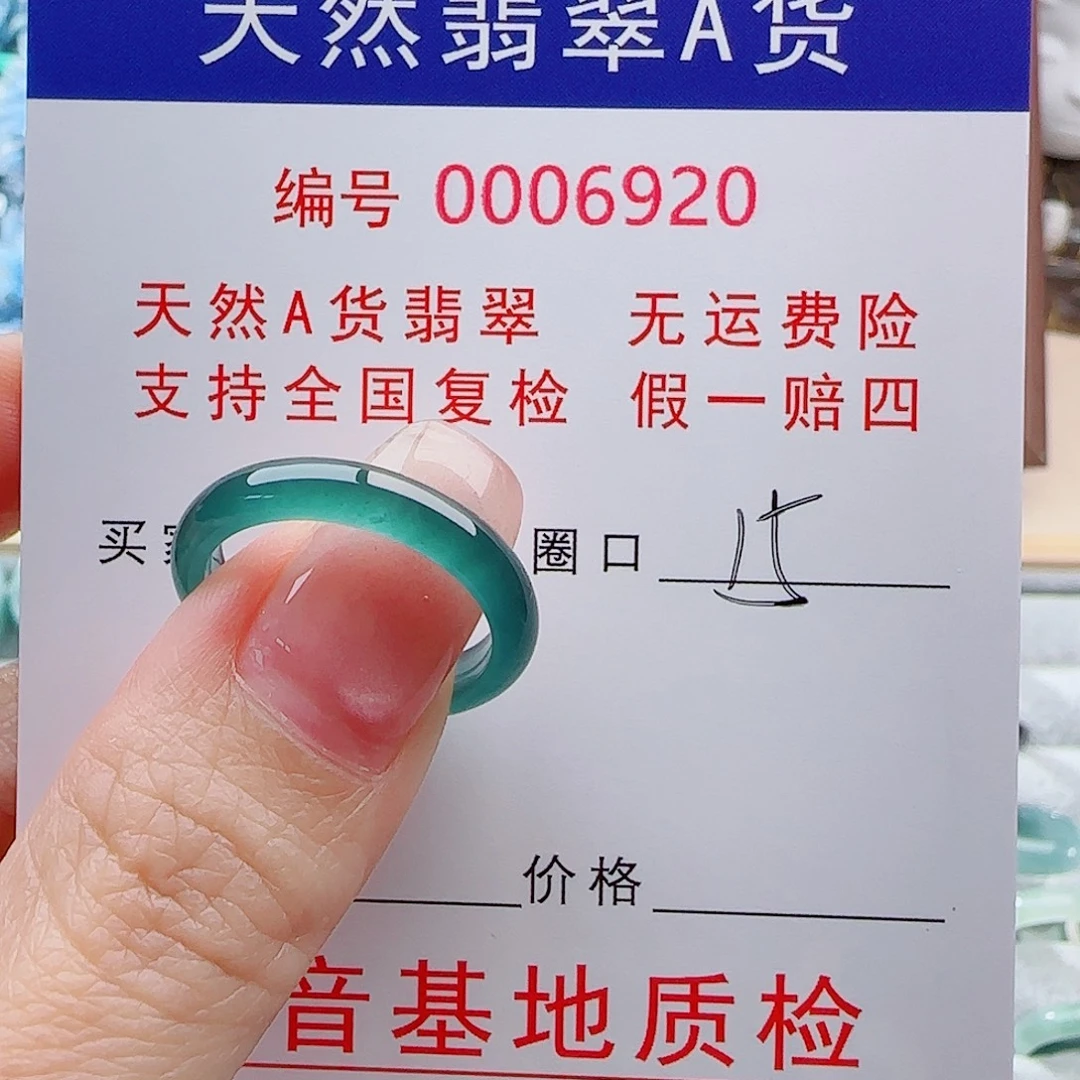 天然翡翠A货
编号 0006920
天然A货翡翠 无运费险
支持全国复检 假一赔四
买家 圈口 15
价格
音基地质检